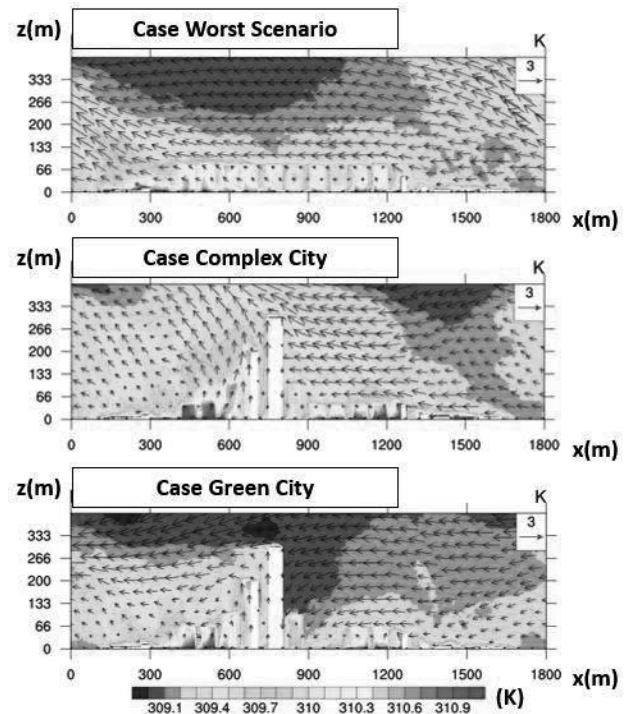 z(m) Case Worst Scenario K
3
333
266
200
133
66
0
0 300 600 900 1200 1500 1800
x(m)
z(m) Case Complex City K
3
333
266
200
133
66
0
0 300 600 900 1200 1500 1800
x(m)
z(m) Case Green City K
3
333
266
200
133
66
0
0 300 600 900 1200 1500 1800
x(m)
(K)
309.1 309.4 309.7 310 310.3 310.6 310.9